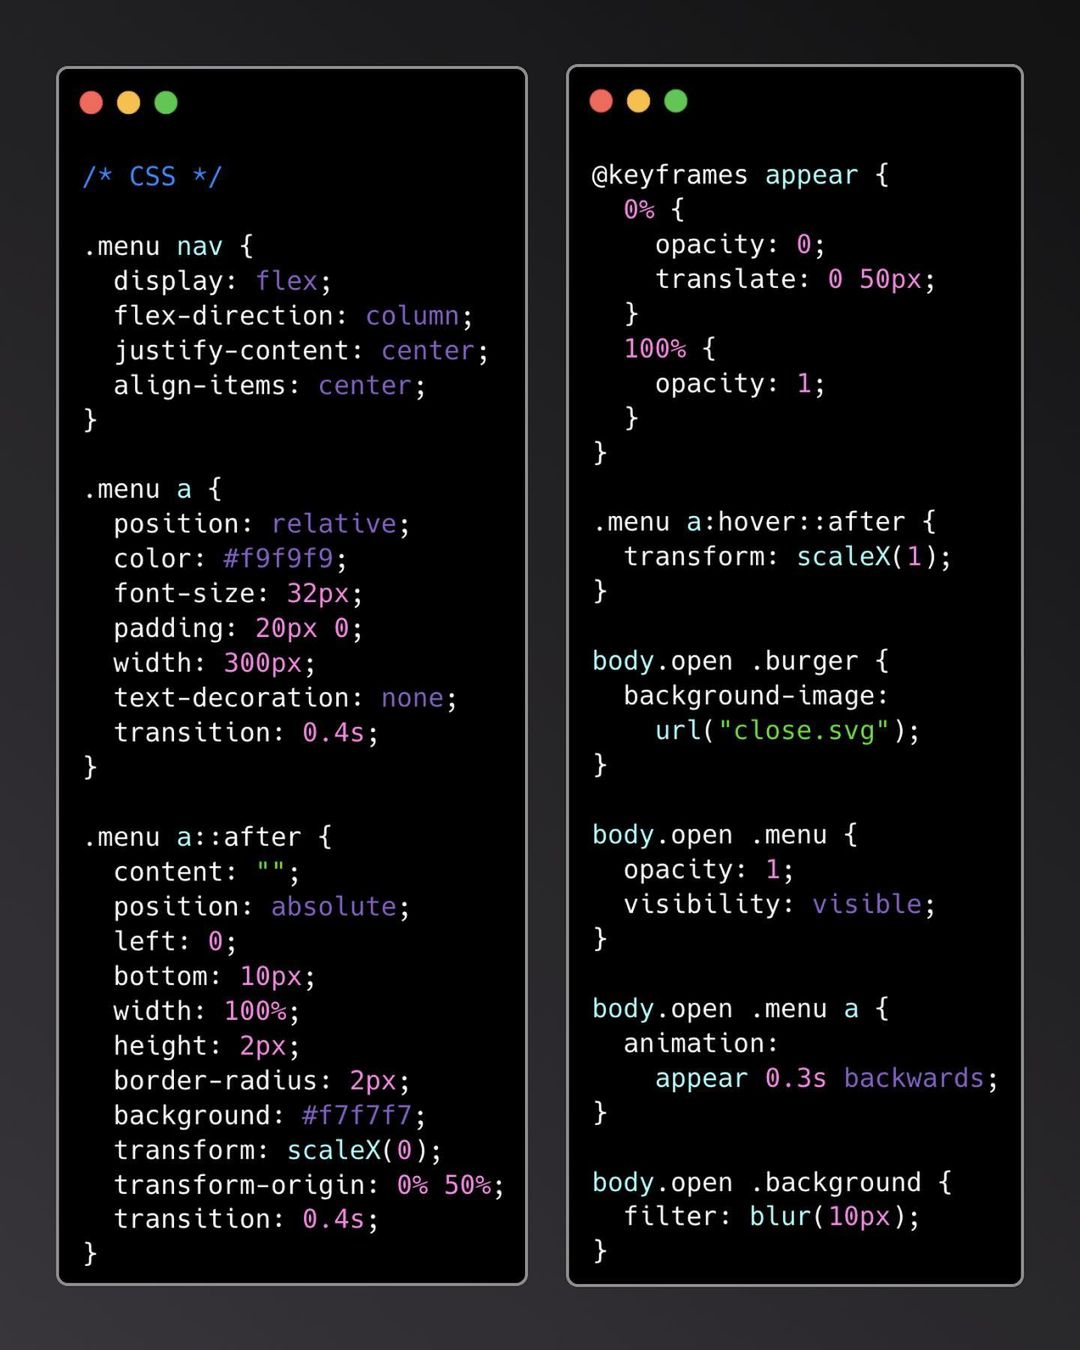 /* CSS */

.menu nav {
  display: flex;
  flex-direction: column;
  justify-content: center;
  align-items: center;
}

.menu a {
  position: relative;
  color: #f9f9f9;
  font-size: 32px;
  padding: 20px 0;
  width: 300px;
  text-decoration: none;
  transition: 0.4s;
}

.menu a::after {
  content: "";
  position: absolute;
  left: 0;
  bottom: 10px;
  width: 100%;
  height: 2px;
  border-radius: 2px;
  background: #f7f7f7;
  transform: scaleX(0);
  transform-origin: 0% 50%;
  transition: 0.4s;
}

@keyframes appear {
  0% {
    opacity: 0;
    translate: 0 50px;
  }
  100% {
    opacity: 1;
  }
}

.menu a:hover::after {
  transform: scaleX(1);
}

body.open .burger {
  background-image:
    url("close.svg");
}

body.open .menu {
  opacity: 1;
  visibility: visible;
}

body.open .menu a {
  animation:
    appear 0.3s backwards;
}

body.open .background {
  filter: blur(10px);
}